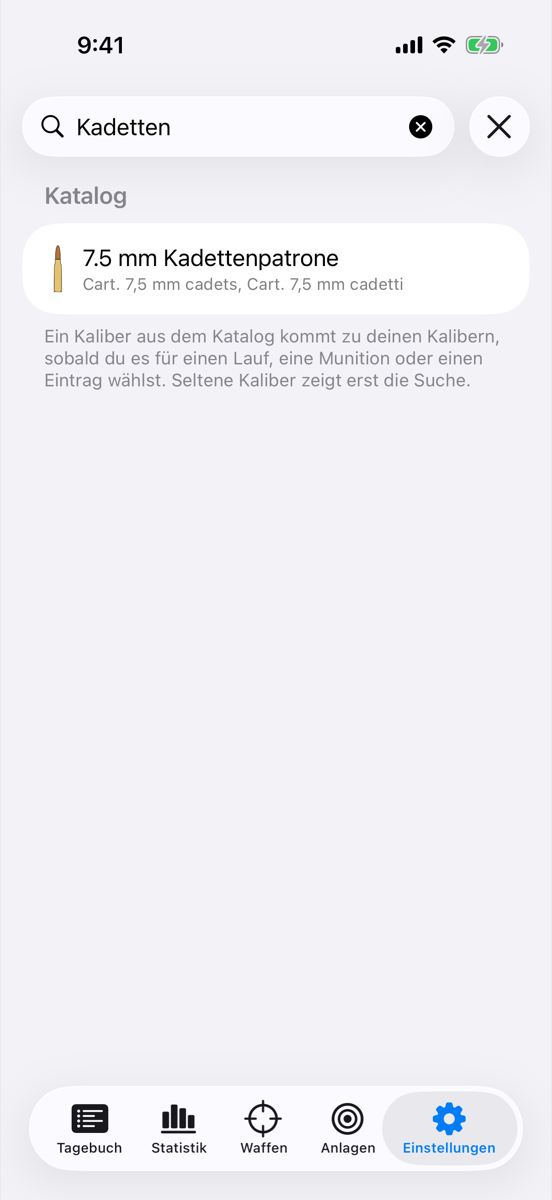 9:41
Kadetten
Katalog
7.5 mm Kadettenpatrone
Cart. 7,5 mm cadets, Cart. 7,5 mm cadetti
Ein Kaliber aus dem Katalog kommt zu deinen Kalibern,
sobald du es für einen Lauf, eine Munition oder einen
Eintrag wählst. Seltene Kaliber zeigt erst die Suche.
Tagebuch
Statistik
Waffen
Anlagen
Einstellungen